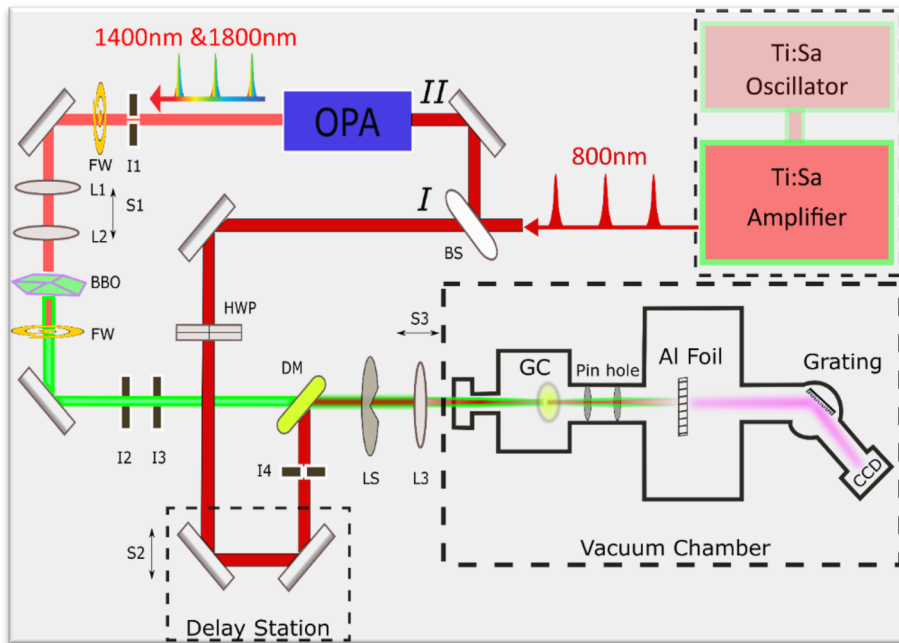 1400nm &1800nm
Ti:Sa
Oscillator
OPA
II
800nm
Ti:Sa
Amplifier
FW
I1
L1
S1
L2
I
BS
BBO
FW
HWP
S3
DM
GC
Pin hole
Al Foil
Grating
I2
I3
I4
LS
L3
CCD
S2
Vacuum Chamber
Delay Station